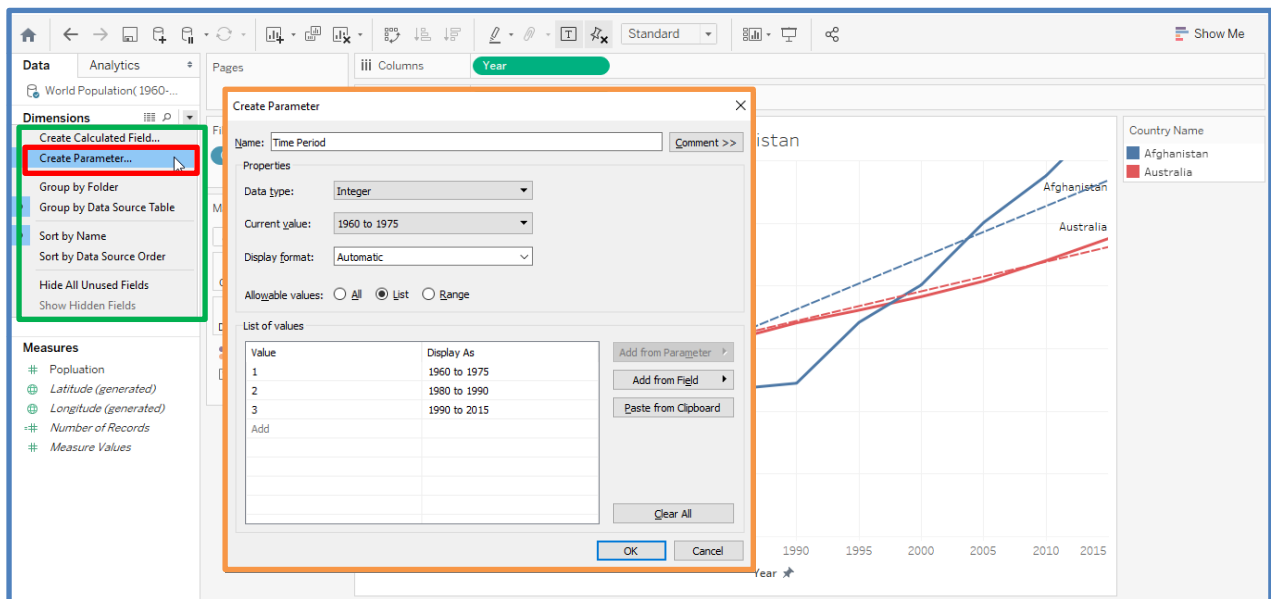 Standard
Show Me
Data Analytics
Pages
iii Columns
Year
World Population( 1960-...
Dimensions
Create Calculated Field...
Create Parameter...
Group by Folder
Group by Data Source Table
Sort by Name
Sort by Data Source Order
Hide All Unused Fields
Show Hidden Fields
Measures
# Popluation
Latitude (generated)
Longitude (generated)
=# Number of Records
# Measure Values
Create Parameter
Name: Time Period
Comment >>
Properties
Data type: Integer
Current value: 1960 to 1975
Display format: Automatic
Allowable values: All List Range
List of values
Value Display As
1 1960 to 1975
2 1980 to 1990
3 1990 to 2015
Add
Add from Parameter
Add from Field
Paste from Clipboard
Clear All
OK Cancel
istan
Afghanistan
Australia
1990 1995 2000 2005 2010 2015
Year
Country Name
Afghanistan
Australia